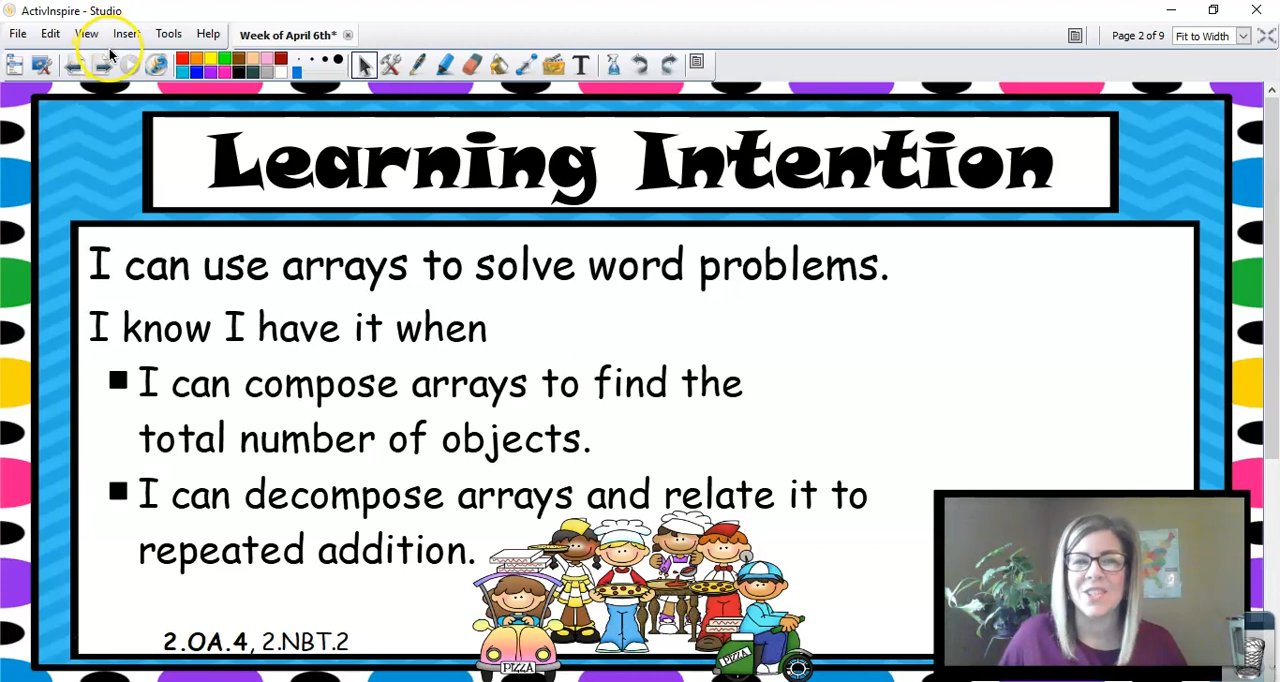 ActivInspire - Studio
File Edit View Insert Tools Help
Week of April 6th*
Page 2 of 9
Fit to Width
Learning Intention
I can use arrays to solve word problems.
I know I have it when
■ I can compose arrays to find the
total number of objects.
■ I can decompose arrays and relate it to
repeated addition.
2.OA.4, 2.NBT.2
PIZZA
PIZZA